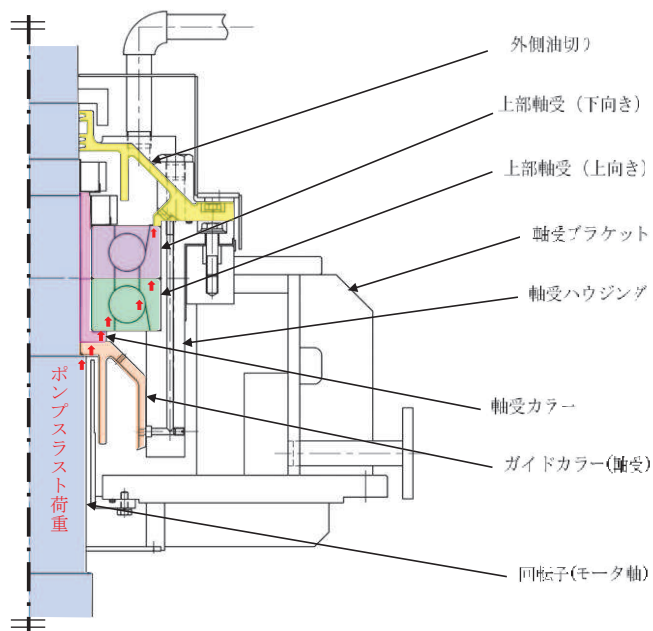 外側油切り
上部軸受（下向き）
上部軸受（上向き）
軸受ブラケット
軸受ハウジング
軸受カラー
ガイドカラー(軸受)
回転子(モータ軸)
ポンプスラスト荷重